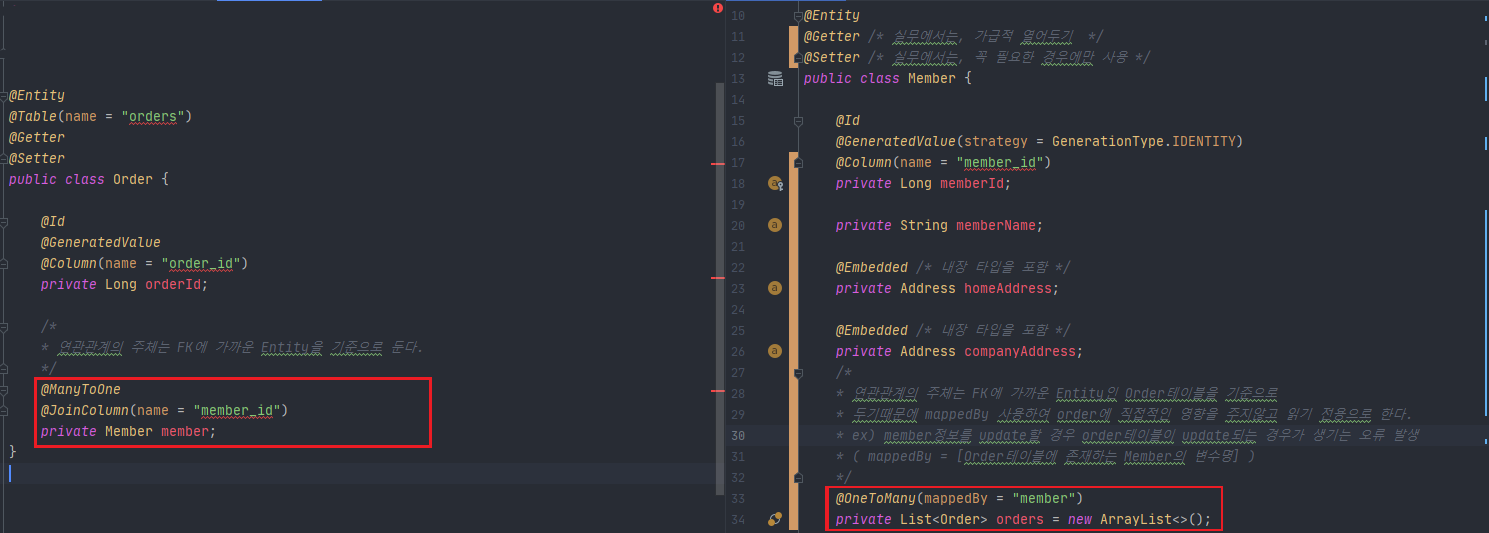 @Entity
@Table(name = "orders")
@Getter
@Setter
public class Order {
@Id
@GeneratedValue
@Column(name = "order_id")
private Long orderId;
/*
* 연관관계의 주체는 FK에 가까운 Entity을 기준으로 둔다.
*/
@ManyToOne
@JoinColumn(name = "member_id")
private Member member;
}
10 @Entity
11 @Getter /* 실무에서는, 가급적 열어두기 */
12 @Setter /* 실무에서는, 꼭 필요한 경우에만 사용 */
13 public class Member {
14
15 @Id
16 @GeneratedValue(strategy = GenerationType.IDENTITY)
17 @Column(name = "member_id")
18 private Long memberId;
19
20 private String memberName;
21
22 @Embedded /* 내장 타입을 포함 */
23 private Address homeAddress;
24
25 @Embedded /* 내장 타입을 포함 */
26 private Address companyAddress;
27 /*
28 * 연관관계의 주체는 FK에 가까운 Entity인 Order테이블을 기준으로
29 * 두기때문에 mappedBy 사용하여 order에 직접적인 영향을 주지않고 읽기 전용으로 한다.
30 * ex) member정보를 update할 경우 order테이블이 update되는 경우가 생기는 오류 발생
31 * ( mappedBy = [Order테이블에 존재하는 Member의 변수명] )
32 */
33 @OneToMany(mappedBy = "member")
34 private List<Order> orders = new ArrayList<>();